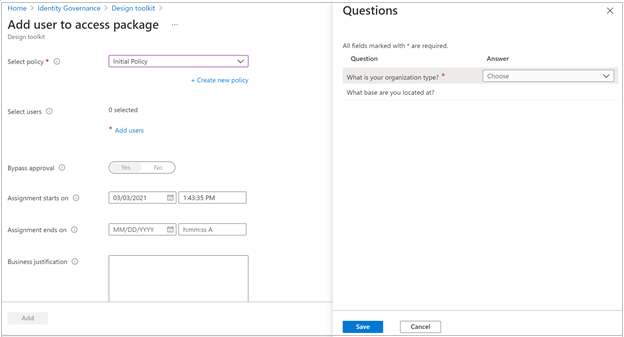 Home > Identity Governance > Design toolkit >
Add user to access package ...
Design toolkit
Select policy * Initial Policy
+ Create new policy
Select users 0 selected
* Add users
Bypass approval Yes No
Assignment starts on 03/03/2021 1:43:35 PM
Assignment ends on MM/DD/YYYY h:mm:ss A
Business justification
Add
Questions
All fields marked with * are required.
Question Answer
What is your organization type? * Choose
What base are you located at?
Save Cancel